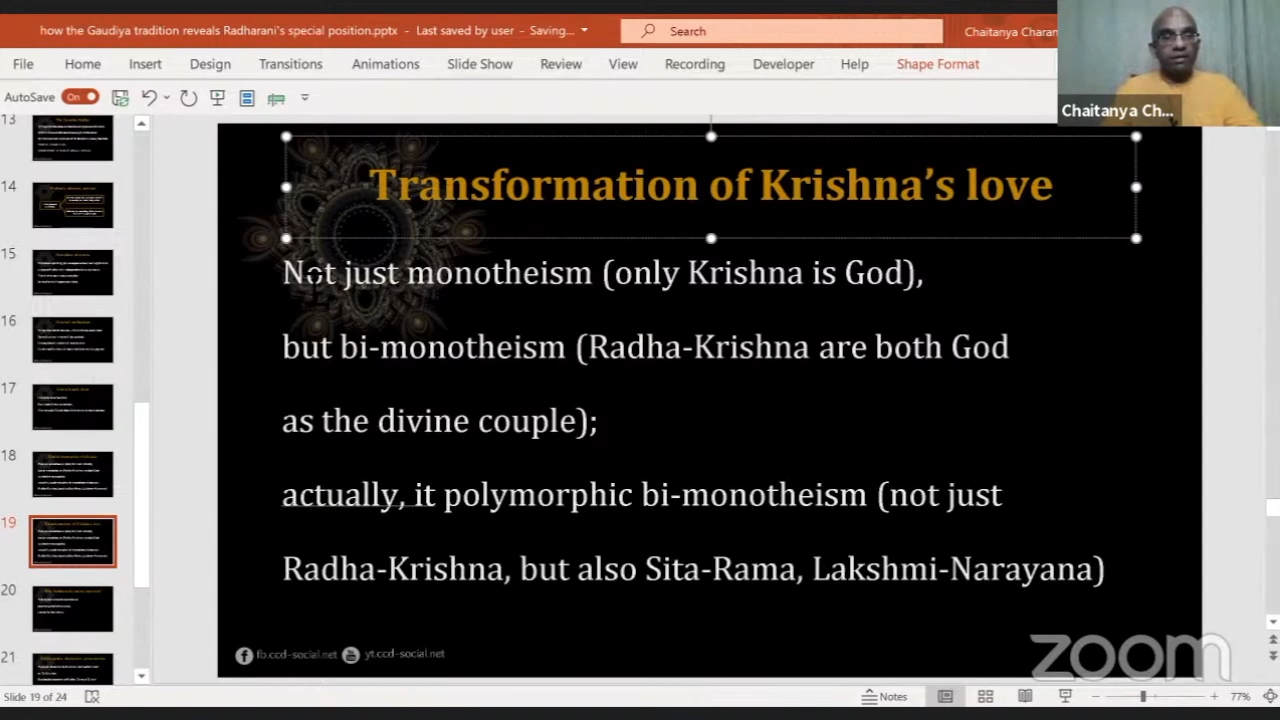 how the Gaudiya tradition reveals Radharani's special position.pptx - Last saved by user - Saving...
Search
Chaitanya Charan
File Home Insert Design Transitions Animations Slide Show Review View Recording Developer Help Shape Format
AutoSave On
Chaitanya Ch...
13
14
15
16
17
18
19
20
21
Transformation of Krishna's love
Not just monotheism (only Krishna is God),
but bi-monotheism (Radha-Krishna are both God
as the divine couple);
actually, it polymorphic bi-monotheism (not just
Radha-Krishna, but also Sita-Rama, Lakshmi-Narayana)
fb.ccd-social.net yt.ccd-social.net
zoom
Slide 19 of 24
Notes
77%